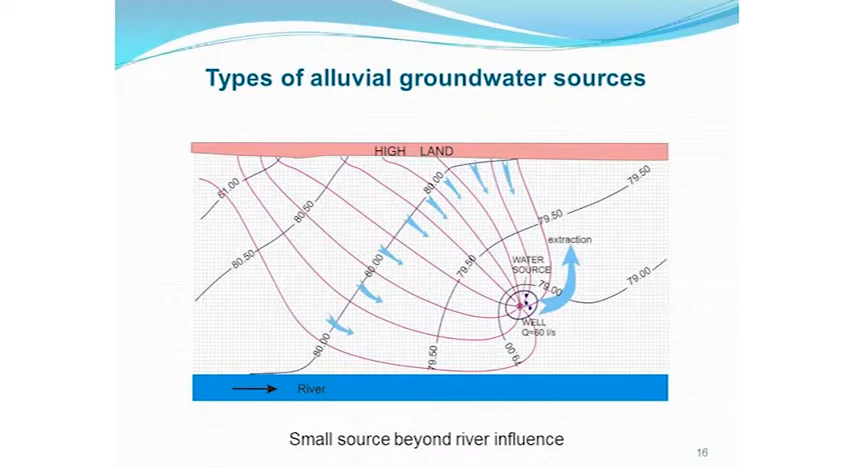 Types of alluvial groundwater sources
HIGH LAND
81.00
80.50
80.50
80.00
80.00
80.00
79.50
79.50
79.50
79.50
79.00
79.00
79.00
extraction
WATER
SOURCE
WELL
Q=60 l/s
River
Small source beyond river influence
16